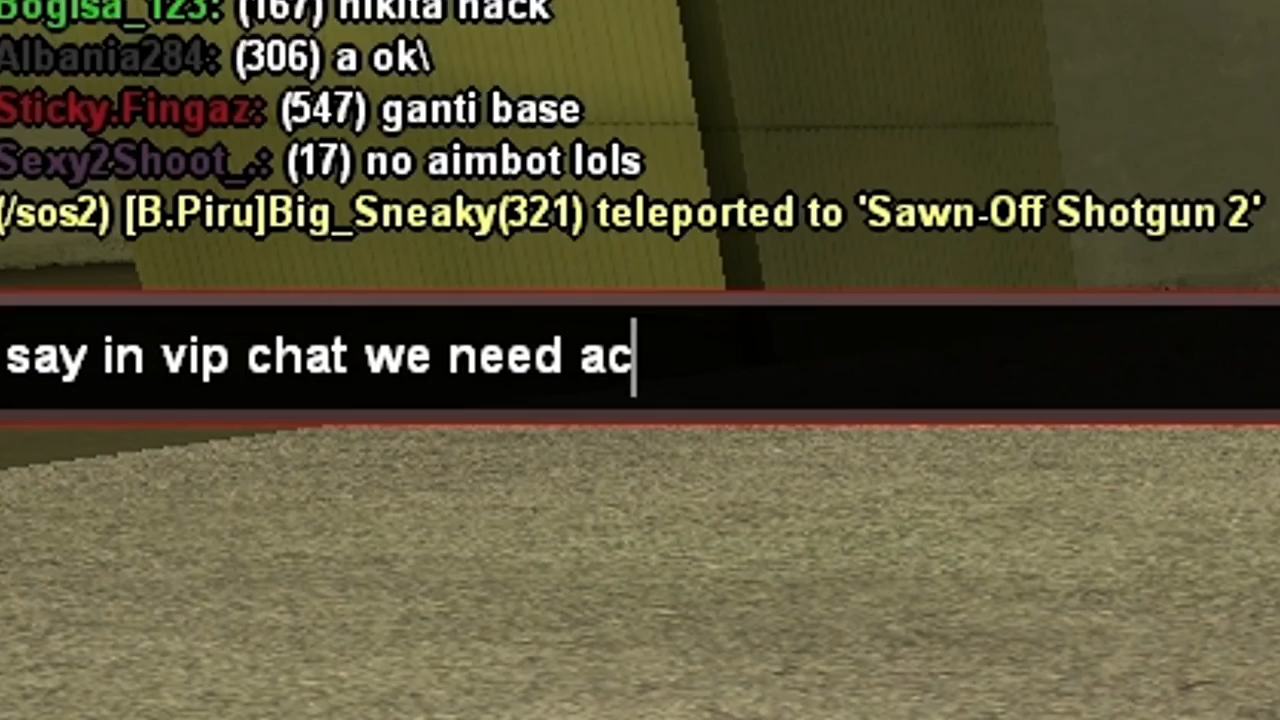 Bogisa_123: (167) nikita hack
Albania284: (306) a ok\
Sticky.Fingaz: (547) ganti base
Sexy2Shoot_.: (17) no aimbot lols
(/sos2) [B.Piru]Big_Sneaky(321) teleported to 'Sawn-Off Shotgun 2'
say in vip chat we need ac